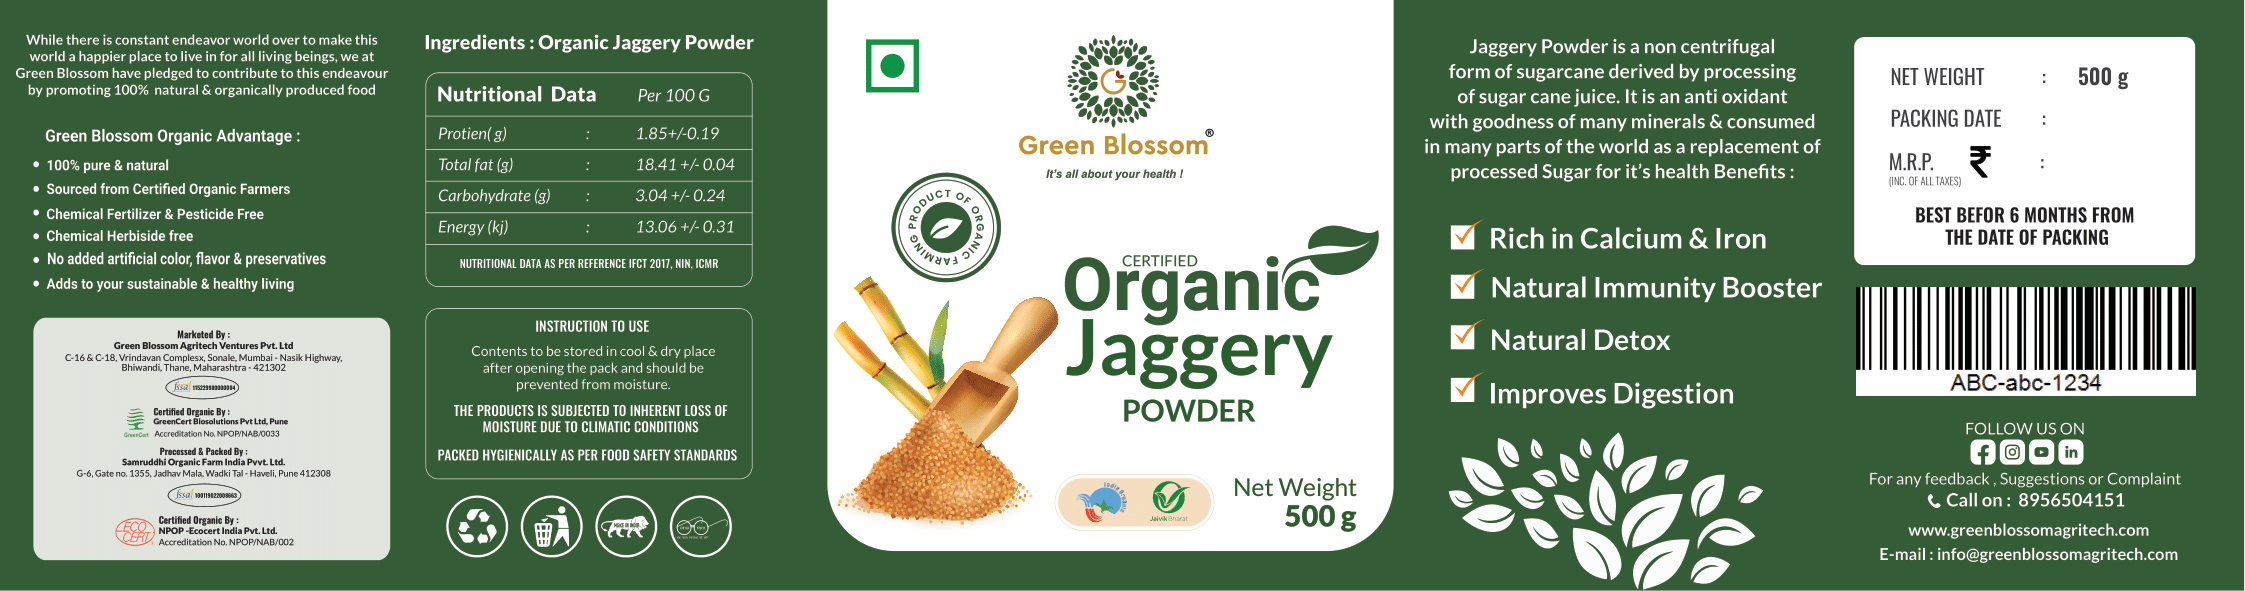 While there is constant endeavor world over to make this
world a happier place to live in for all living beings, we at
Green Blossom have pledged to contribute to this endeavour
by promoting 100% natural & organically produced food
Green Blossom Organic Advantage :
• 100% pure & natural
• Sourced from Certified Organic Farmers
• Chemical Fertilizer & Pesticide Free
• Chemical Herbiside free
• No added artificial color, flavor & preservatives
• Adds to your sustainable & healthy living
Marketed By :
Green Blossom Agritech Ventures Pvt. Ltd
C-16 & C-18, Vrindavan Complesx, Sonale, Mumbai - Nasik Highway,
Bhiwandi, Thane, Maharashtra - 421302
fssai 11522998000004
Certified Organic By :
GreenCert Biosolutions Pvt Ltd, Pune
GreenCert Accreditation No. NPOP/NAB/0033
Processed & Packed By :
Samruddhi Organic Farm India Pvvt. Ltd.
G-6, Gate no. 1355, Jadhav Mala, Wadki Tal - Haveli, Pune 412308
fssai 100119022008663
ECO
CERT
Certified Organic By :
NPOP -Ecocert India Pvt. Ltd.
Accreditation No. NPOP/NAB/002
Ingredients : Organic Jaggery Powder
Nutritional Data Per 100 G
Protien( g) : 1.85+/-0.19
Total fat (g) : 18.41 +/- 0.04
Carbohydrate (g) : 3.04 +/- 0.24
Energy (kj) : 13.06 +/- 0.31
NUTRITIONAL DATA AS PER REFERENCE IFCT 2017, NIN, ICMR
INSTRUCTION TO USE
Contents to be stored in cool & dry place
after opening the pack and should be
prevented from moisture.
THE PRODUCTS IS SUBJECTED TO INHERENT LOSS OF
MOISTURE DUE TO CLIMATIC CONDITIONS
PACKED HYGIENICALLY AS PER FOOD SAFETY STANDARDS
MAKE IN INDIA
G
Green Blossom®
It's all about your health !
PRODUCT OF ORGANIC FARMING
CERTIFIED
Organic
Jaggery
POWDER
India Organic
Jaivik Bharat
Net Weight
500 g
Jaggery Powder is a non centrifugal
form of sugarcane derived by processing
of sugar cane juice. It is an anti oxidant
with goodness of many minerals & consumed
in many parts of the world as a replacement of
processed Sugar for it's health Benefits :
Rich in Calcium & Iron
Natural Immunity Booster
Natural Detox
Improves Digestion
NET WEIGHT : 500 g
PACKING DATE :
M.R.P. ₹ :
(INC. OF ALL TAXES)
BEST BEFOR 6 MONTHS FROM
THE DATE OF PACKING
ABC-abc-1234
FOLLOW US ON
For any feedback , Suggestions or Complaint
Call on : 8956504151
www.greenblossomagritech.com
E-mail : info@greenblossomagritech.com